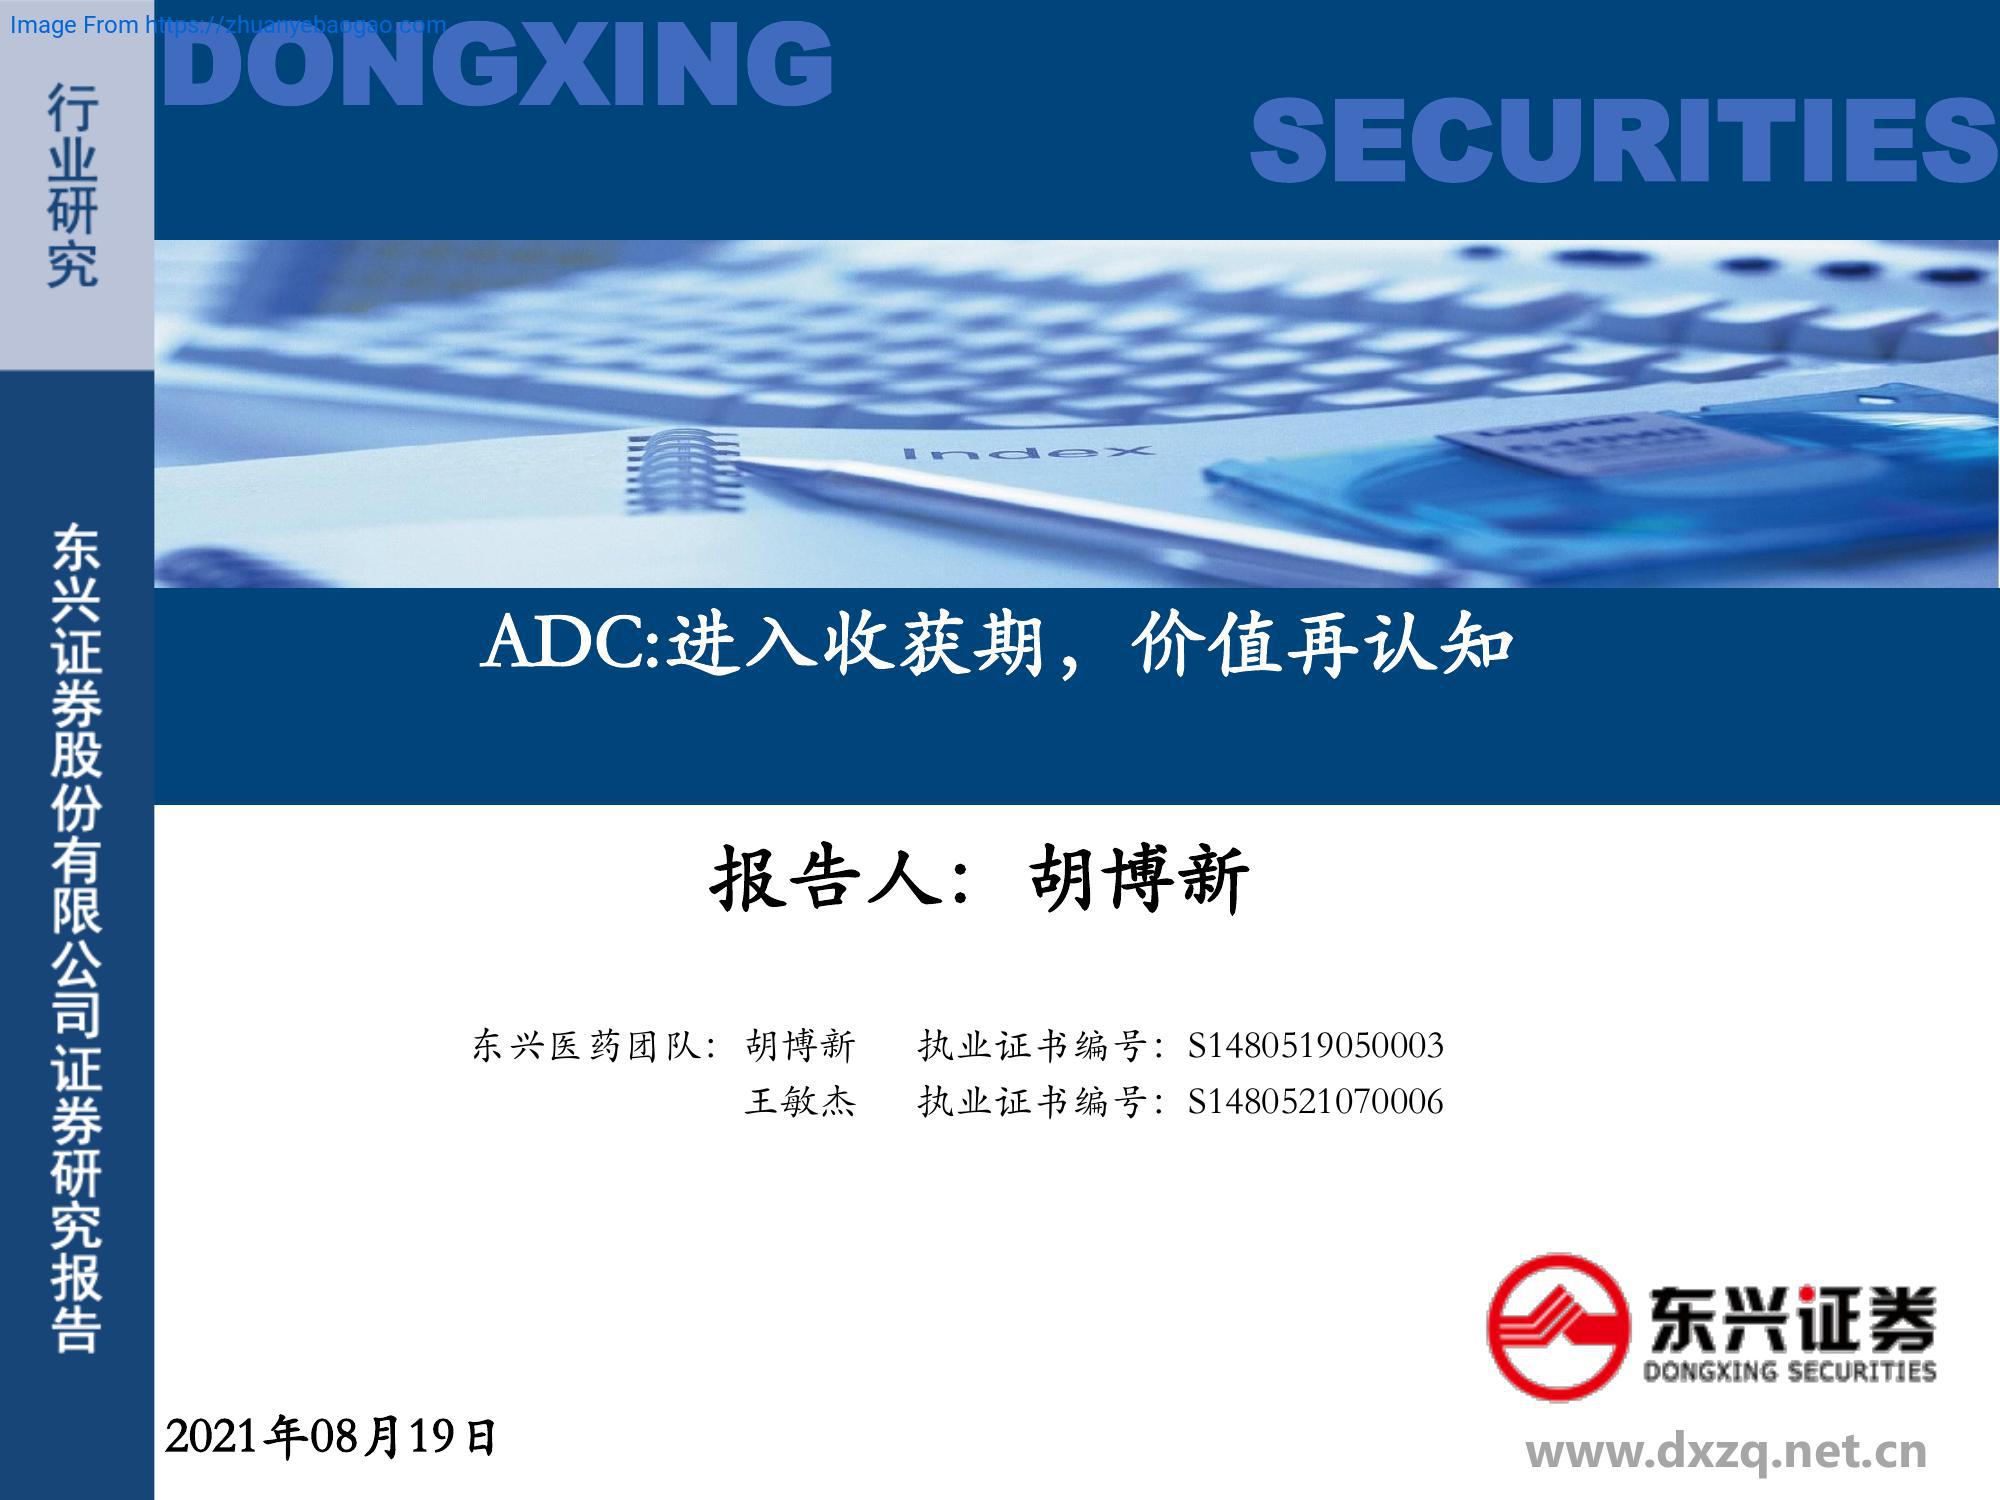 Image From https://zhuanyebaogao.com
DONGXING
SECURITIES
行业研究
东兴证券股份有限公司证券研究报告
Index
ADC:进入收获期，价值再认知
报告人：胡博新
东兴医药团队：胡博新 执业证书编号：S1480519050003
王敏杰 执业证书编号：S1480521070006
东兴证券
DONGXING SECURITIES
2021年08月19日
www.dxzq.net.cn